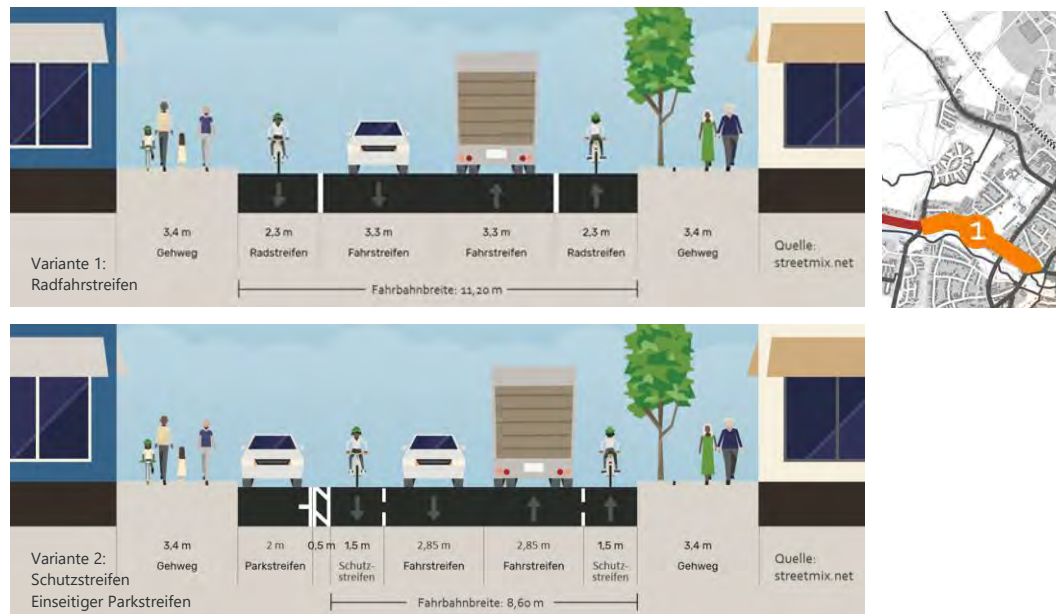 3,4 m
Gehweg
2,3 m
Radstreifen
3,3 m
Fahrstreifen
3,3 m
Fahrstreifen
2,3 m
Radstreifen
3,4 m
Gehweg
Variante 1:
Radfahrstreifen
Quelle:
streetmix.net
Fahrbahnbreite: 11,20 m
1
3,4 m
Gehweg
2 m
Parkstreifen
0,5 m
1,5 m
Schutz-
streifen
2,85 m
Fahrstreifen
2,85 m
Fahrstreifen
1,5 m
Schutz-
streifen
3,4 m
Gehweg
Variante 2:
Schutzstreifen
Einseitiger Parkstreifen
Quelle:
streetmix.net
Fahrbahnbreite: 8,60 m